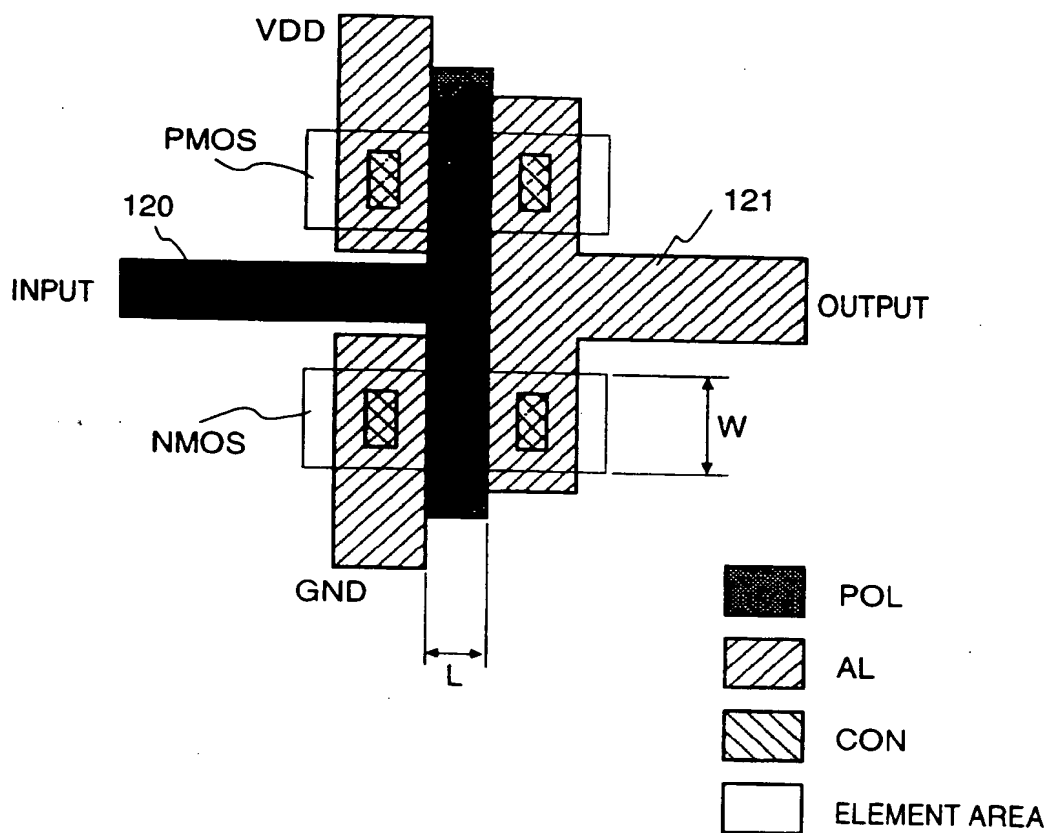 VDD
PMOS
120
121
INPUT
OUTPUT
NMOS
W
GND
L
POL
AL
CON
ELEMENT AREA